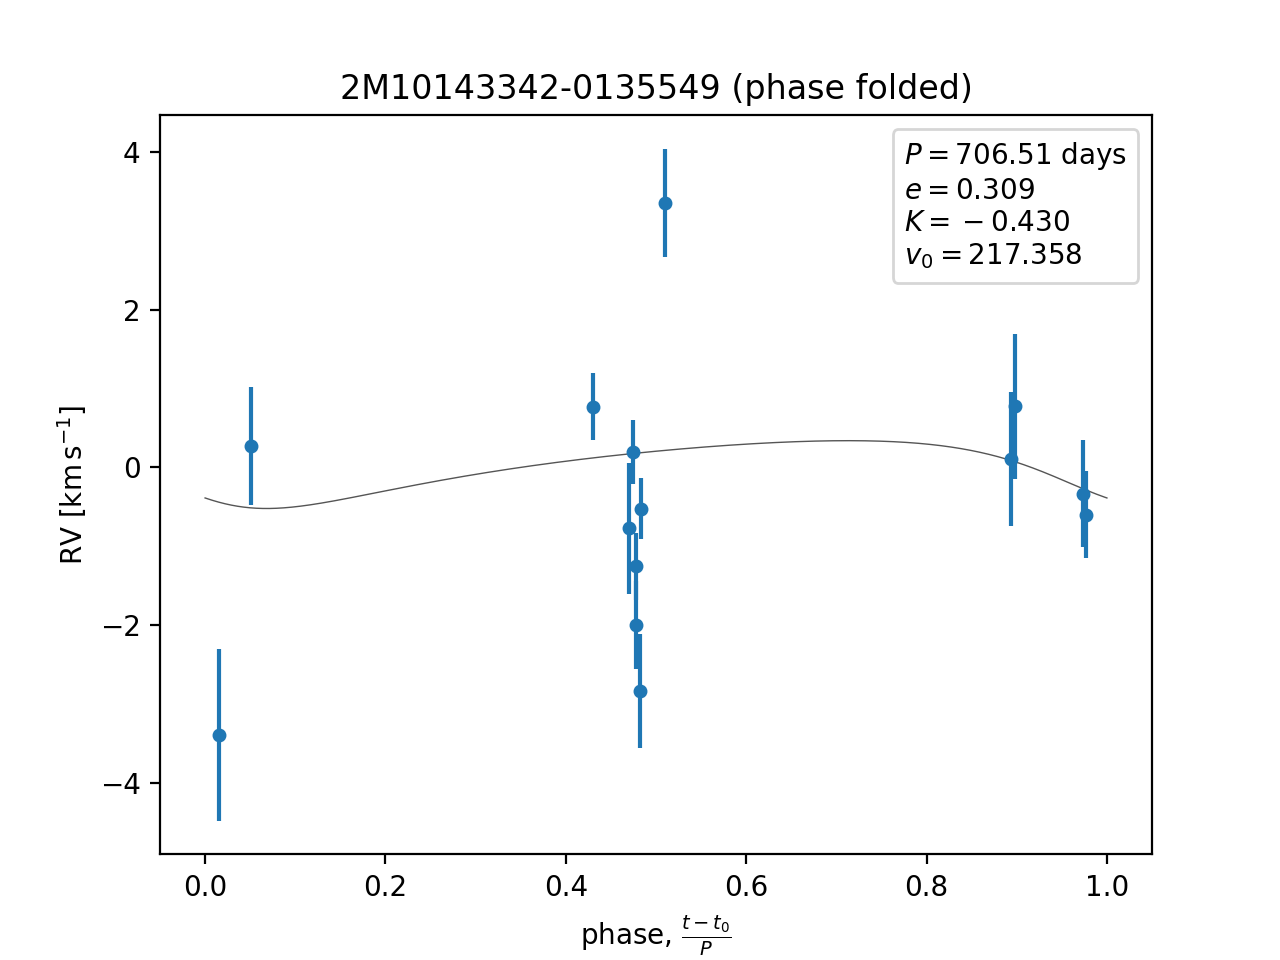 2M10143342-0135549 (phase folded)
P = 706.51 days
e = 0.309
K = −0.430
v₀ = 217.358
4
2
0
−2
−4
RV [km s⁻¹]
0.0 0.2 0.4 0.6 0.8 1.0
phase, (t − t₀)/P